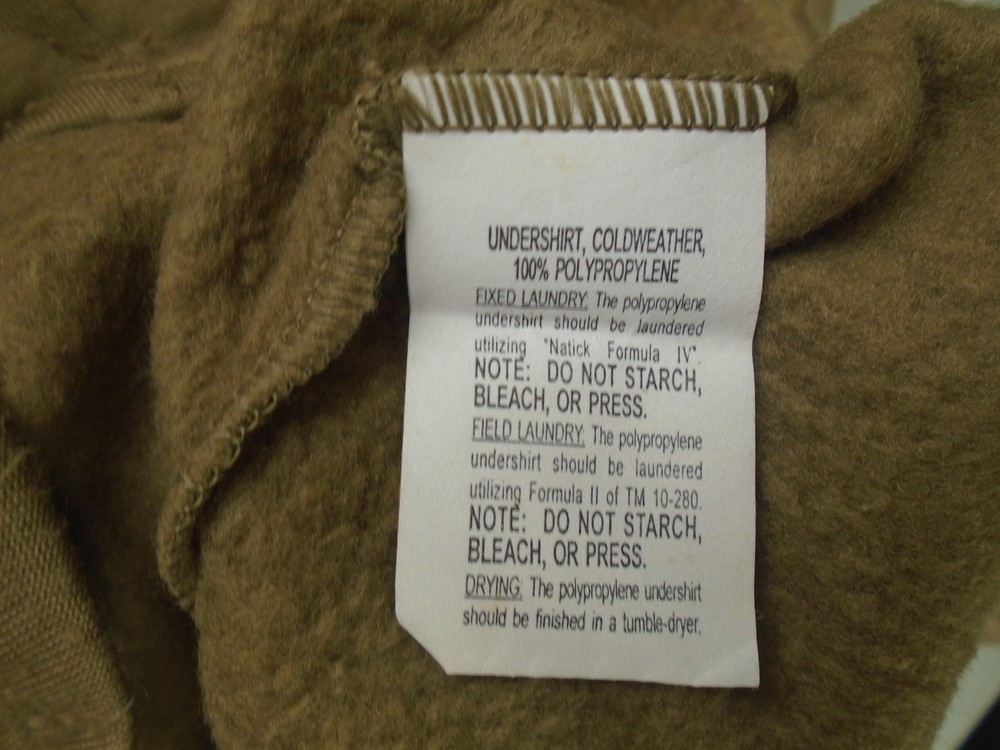 UNDERSHIRT, COLDWEATHER,
100% POLYPROPYLENE
FIXED LAUNDRY: The polypropylene
undershirt should be laundered
utilizing "Natick Formula IV".
NOTE: DO NOT STARCH,
BLEACH, OR PRESS.
FIELD LAUNDRY: The polypropylene
undershirt should be laundered
utilizing Formula II of TM 10-280.
NOTE: DO NOT STARCH,
BLEACH, OR PRESS.
DRYING: The polypropylene undershirt
should be finished in a tumble-dryer.